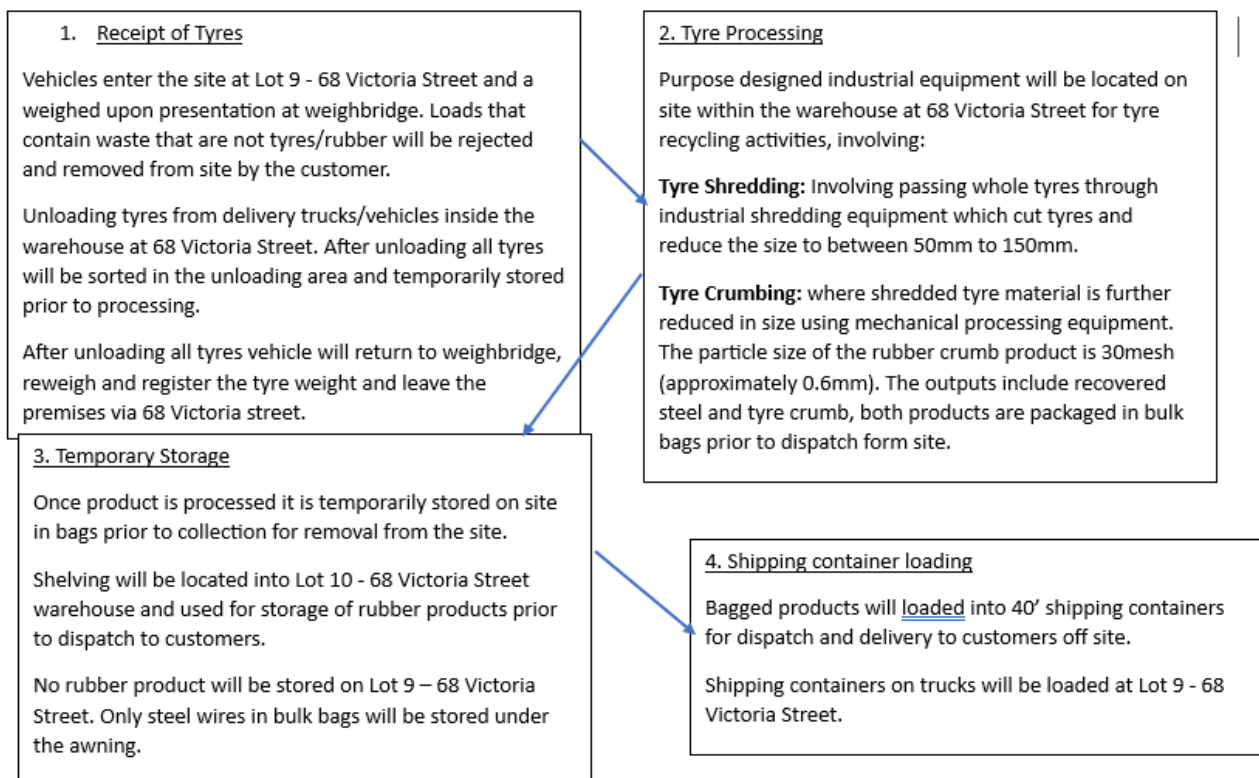 1. Receipt of Tyres
Vehicles enter the site at Lot 9 - 68 Victoria Street and a
weighed upon presentation at weighbridge. Loads that
contain waste that are not tyres/rubber will be rejected
and removed from site by the customer.
Unloading tyres from delivery trucks/vehicles inside the
warehouse at 68 Victoria Street. After unloading all tyres
will be sorted in the unloading area and temporarily stored
prior to processing.
After unloading all tyres vehicle will return to weighbridge,
reweigh and register the tyre weight and leave the
premises via 68 Victoria street.
2. Tyre Processing
Purpose designed industrial equipment will be located on
site within the warehouse at 68 Victoria Street for tyre
recycling activities, involving:
Tyre Shredding: Involving passing whole tyres through
industrial shredding equipment which cut tyres and
reduce the size to between 50mm to 150mm.
Tyre Crumbing: where shredded tyre material is further
reduced in size using mechanical processing equipment.
The particle size of the rubber crumb product is 30mesh
(approximately 0.6mm). The outputs include recovered
steel and tyre crumb, both products are packaged in bulk
bags prior to dispatch form site.
3. Temporary Storage
Once product is processed it is temporarily stored on site
in bags prior to collection for removal from the site.
Shelving will be located into Lot 10 - 68 Victoria Street
warehouse and used for storage of rubber products prior
to dispatch to customers.
No rubber product will be stored on Lot 9 – 68 Victoria
Street. Only steel wires in bulk bags will be stored under
the awning.
4. Shipping container loading
Bagged products will loaded into 40’ shipping containers
for dispatch and delivery to customers off site.
Shipping containers on trucks will be loaded at Lot 9 - 68
Victoria Street.